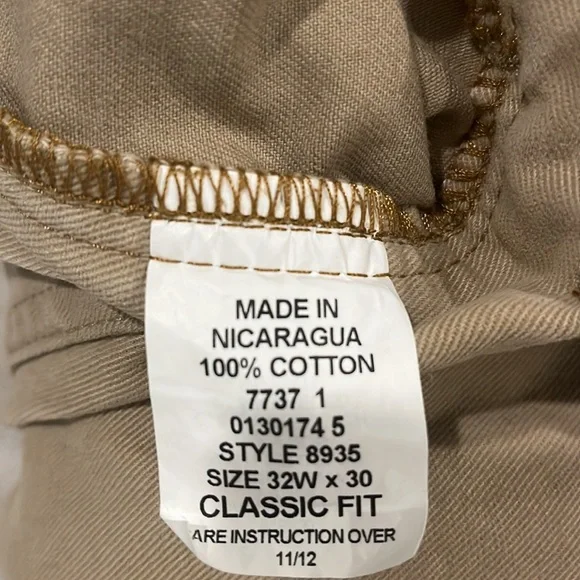 MADE IN
NICARAGUA
100% COTTON
7737 1
0130174 5
STYLE 8935
SIZE 32W x 30
CLASSIC FIT
ARE INSTRUCTION OVER
11/12